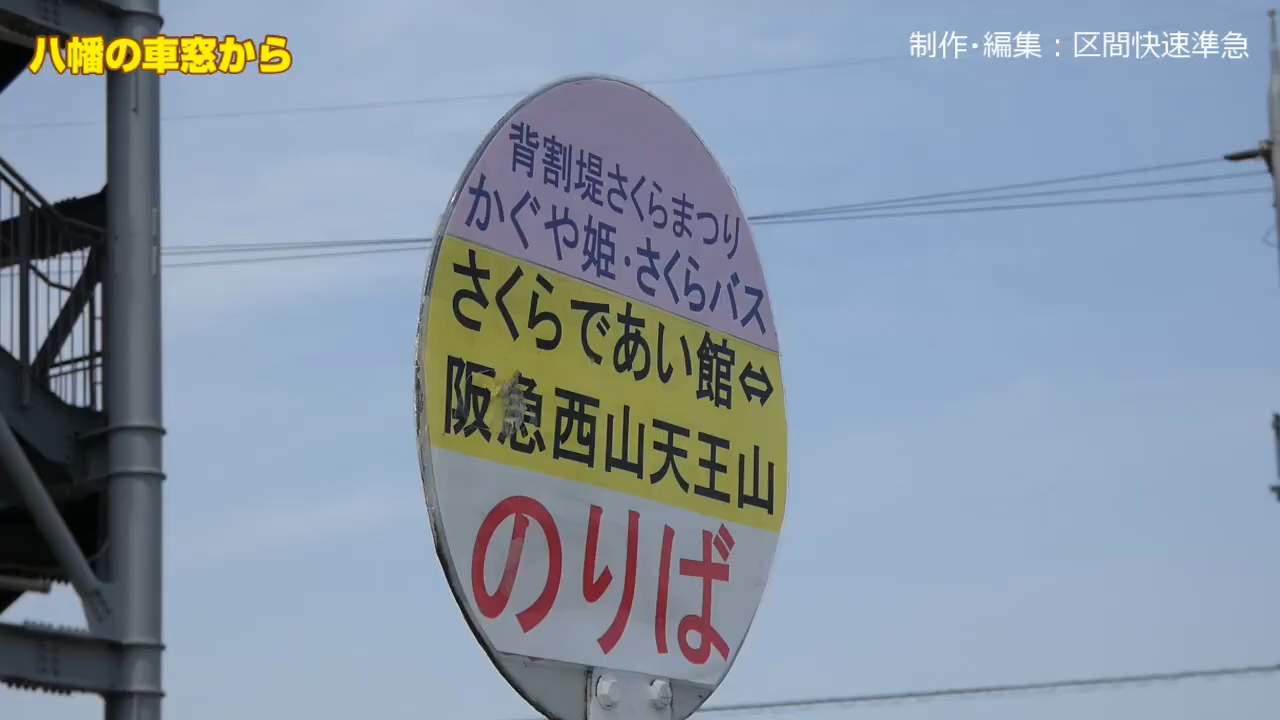 八幡の車窓から
制作・編集：区間快速準急
背割堤さくらまつり
かぐや姫・さくらバス
さくらであい館⇔
阪急西山天王山
のりば